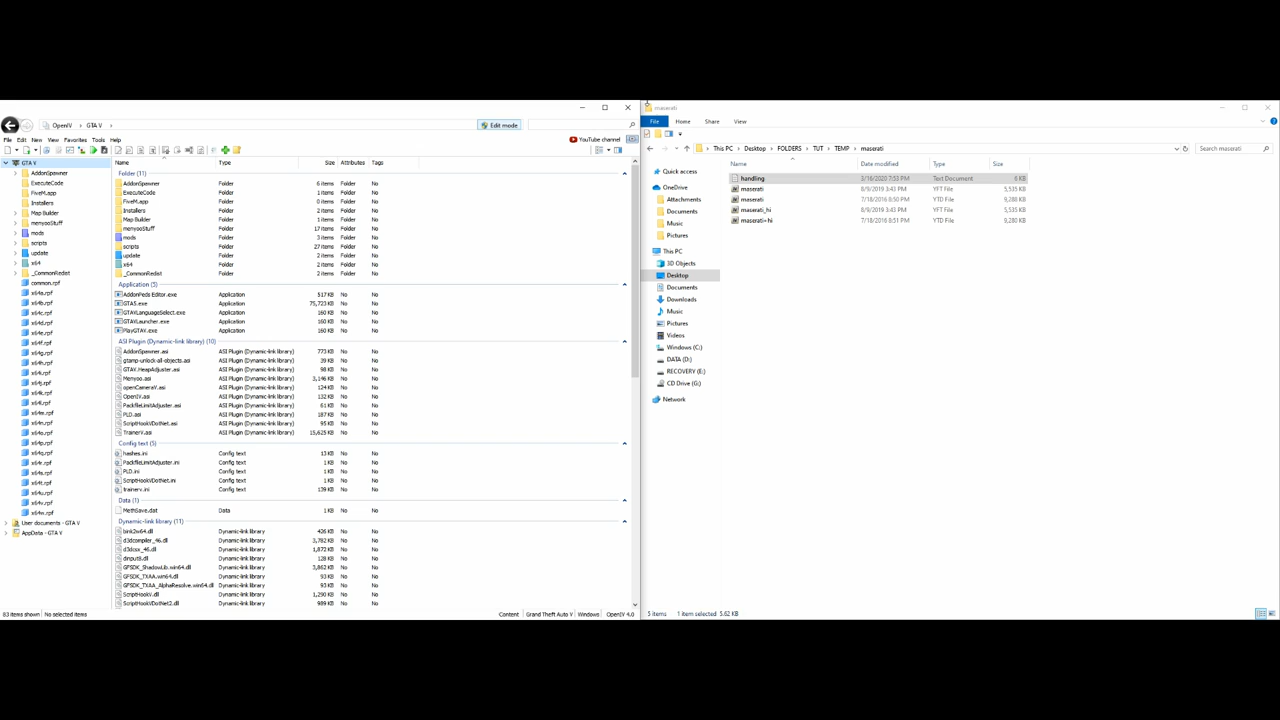 OpenIV › GTA V ›
Edit mode
File Edit New View Favorites Tools Help
YouTube channel
GTA V
AddonSpawner
ExecuteCode
FiveM.app
Installers
Map Builder
menyooStuff
mods
scripts
update
x64
_CommonRedist
common.rpf
x64a.rpf
x64b.rpf
x64c.rpf
x64d.rpf
x64e.rpf
x64f.rpf
x64g.rpf
x64h.rpf
x64i.rpf
x64j.rpf
x64k.rpf
x64l.rpf
x64m.rpf
x64n.rpf
x64o.rpf
x64p.rpf
x64q.rpf
x64r.rpf
x64s.rpf
x64t.rpf
x64u.rpf
x64v.rpf
x64w.rpf
User documents - GTA V
AppData - GTA V
Name Type Size Attributes Tags
Folder (11)
AddonSpawner Folder 6 items Folder No
ExecuteCode Folder 1 items Folder No
FiveM.app Folder 0 items Folder No
Installers Folder 1 items Folder No
Map Builder Folder 2 items Folder No
menyooStuff Folder 17 items Folder No
mods Folder 3 items Folder No
scripts Folder 27 items Folder No
update Folder 2 items Folder No
x64 Folder 2 items Folder No
_CommonRedist Folder 2 items Folder No
Application (5)
AddonPeds Editor.exe Application 517 KB No No
GTA5.exe Application 75,723 KB No No
GTAVLanguageSelect.exe Application 160 KB No No
GTAVLauncher.exe Application 160 KB No No
PlayGTAV.exe Application 160 KB No No
ASI Plugin (Dynamic-link library) (10)
AddonSpawner.asi ASI Plugin (Dynamic-link library) 773 KB No No
gtamp-unlock-all-objects.asi ASI Plugin (Dynamic-link library) 39 KB No No
GTAV.HeapAdjuster.asi ASI Plugin (Dynamic-link library) 98 KB No No
Menyoo.asi ASI Plugin (Dynamic-link library) 3,146 KB No No
openCameraV.asi ASI Plugin (Dynamic-link library) 124 KB No No
OpenIV.asi ASI Plugin (Dynamic-link library) 132 KB No No
PackfileLimitAdjuster.asi ASI Plugin (Dynamic-link library) 61 KB No No
PLD.asi ASI Plugin (Dynamic-link library) 187 KB No No
ScriptHookVDotNet.asi ASI Plugin (Dynamic-link library) 95 KB No No
TrainerV.asi ASI Plugin (Dynamic-link library) 15,625 KB No No
Config text (5)
hashes.ini Config text 13 KB No No
PackfileLimitAdjuster.ini Config text 1 KB No No
PLD.ini Config text 1 KB No No
ScriptHookVDotNet.ini Config text 1 KB No No
trainerv.ini Config text 139 KB No No
Data (1)
MethSave.dat Data 1 KB No No
Dynamic-link library (11)
bink2w64.dll Dynamic-link library 426 KB No No
d3dcompiler_46.dll Dynamic-link library 3,782 KB No No
d3dcsx_46.dll Dynamic-link library 1,872 KB No No
dinput8.dll Dynamic-link library 128 KB No No
GFSDK_ShadowLib.win64.dll Dynamic-link library 3,862 KB No No
GFSDK_TXAA.win64.dll Dynamic-link library 93 KB No No
GFSDK_TXAA_AlphaResolve.win64.dll Dynamic-link library 93 KB No No
ScriptHookV.dll Dynamic-link library 1,290 KB No No
ScriptHookVDotNet2.dll Dynamic-link library 989 KB No No
83 items shown No selected items Content Grand Theft Auto V Windows OpenIV 4.0
maserati
File Home Share View
This PC › Desktop › FOLDERS › TUT › TEMP › maserati
Search maserati
Quick access
OneDrive
Attachments
Documents
Music
Pictures
This PC
3D Objects
Desktop
Documents
Downloads
Music
Pictures
Videos
Windows (C:)
DATA (D:)
RECOVERY (E:)
CD Drive (G:)
Network
Name Date modified Type Size
handling 3/16/2020 7:53 PM Text Document 6 KB
maserati 8/9/2019 3:43 PM YFT File 5,535 KB
maserati 7/18/2016 8:50 PM YTD File 9,288 KB
maserati_hi 8/9/2019 3:43 PM YFT File 5,535 KB
maserati+hi 7/18/2016 8:51 PM YTD File 9,280 KB
5 items 1 item selected 5.62 KB